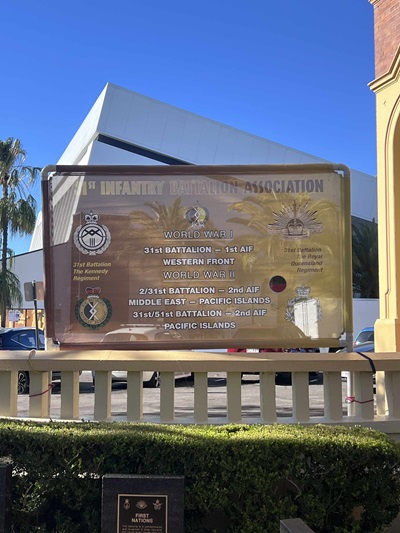 31ST INFANTRY BATTALION ASSOCIATION
WORLD WAR I
31st BATTALION – 1st AIF
WESTERN FRONT
WORLD WAR II
2/31st BATTALION – 2nd AIF
MIDDLE EAST – PACIFIC ISLANDS
31st/51st BATTALION – 2nd AIF
PACIFIC ISLANDS
31st Battalion
The Kennedy
Regiment
31st Battalion
The Royal
Queensland
Regiment
FIRST
NATIONS